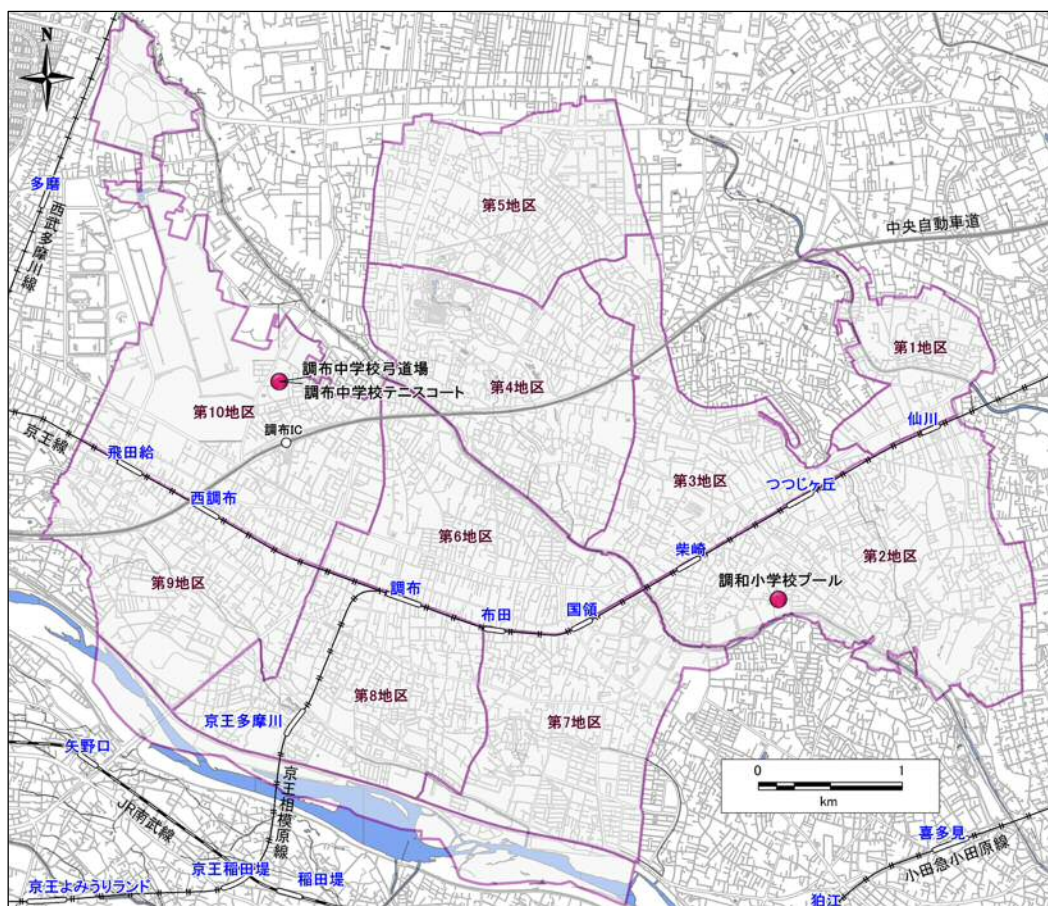 N
多磨
西武多摩川線
第5地区
中央自動車道
第1地区
調布中学校弓道場
調布中学校テニスコート
第4地区
第10地区
京王線
調布IC
仙川
飛田給
第3地区
つつじヶ丘
西調布
第6地区
柴崎
第2地区
第9地区
調布
調和小学校プール
布田
国領
第8地区
第7地区
京王多摩川
矢野口
0 1
km
JR南武線
京王相模原線
喜多見
小田急小田原線
京王稲田堤
京王よみうりランド
稲田堤
狛江